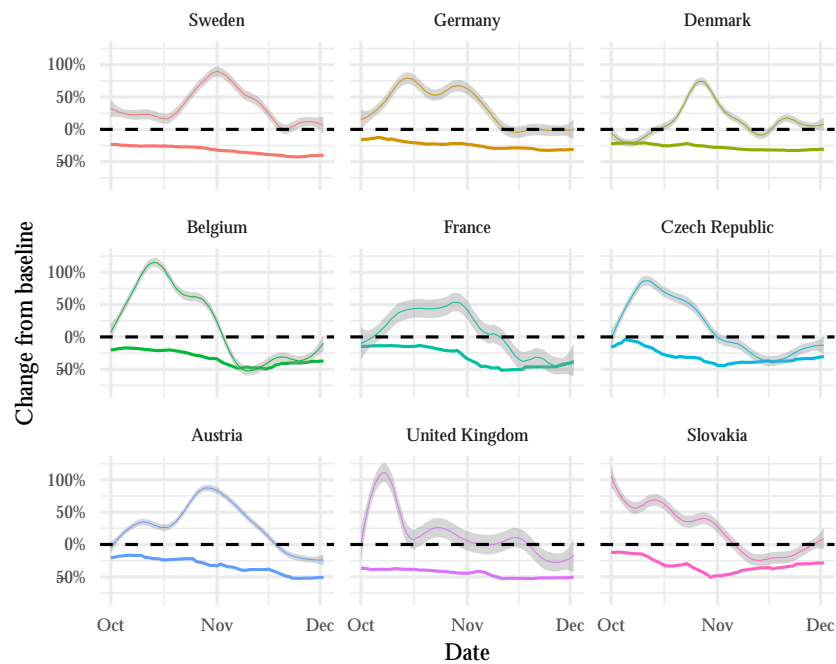 Sweden Germany Denmark
100%
50%
0%
-50%
Belgium France Czech Republic
100%
50%
0%
-50%
Austria United Kingdom Slovakia
100%
50%
0%
-50%
Oct Nov Dec Oct Nov Dec Oct Nov Dec
Date
Change from baseline